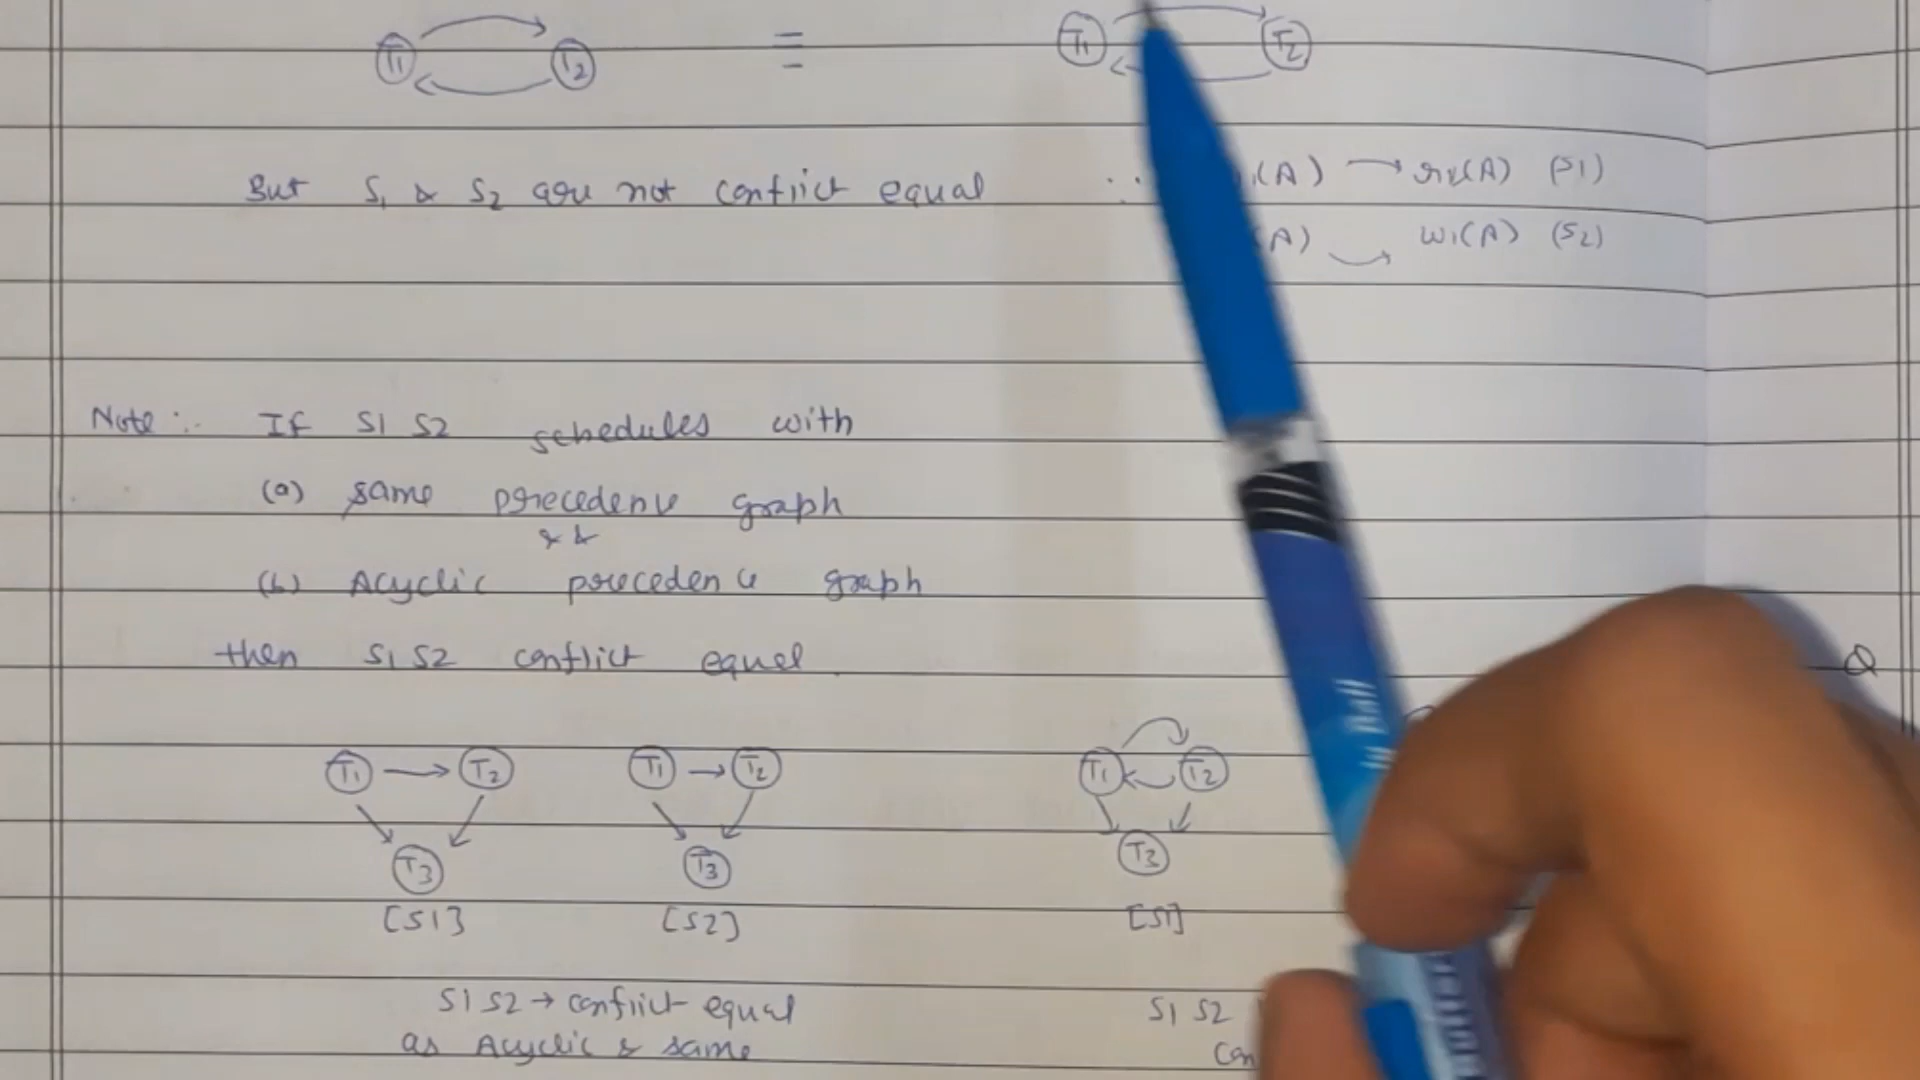 T1 T2 = T1 T2
But S1 & S2 are not conflict equal ∵ (A) → r2(A) (S1)
(A) → W1(A) (S2)
Note :. If S1 S2 schedules with
(a) same precedence graph
& &
(b) Acyclic precedence graph
then S1 S2 conflict equal.
T1 → T2 T1 → T2 T1 T2
T3 T3 T3
[S1] [S2] [S1]
S1 S2 → conflict equal S1 S2
as Acyclic & same